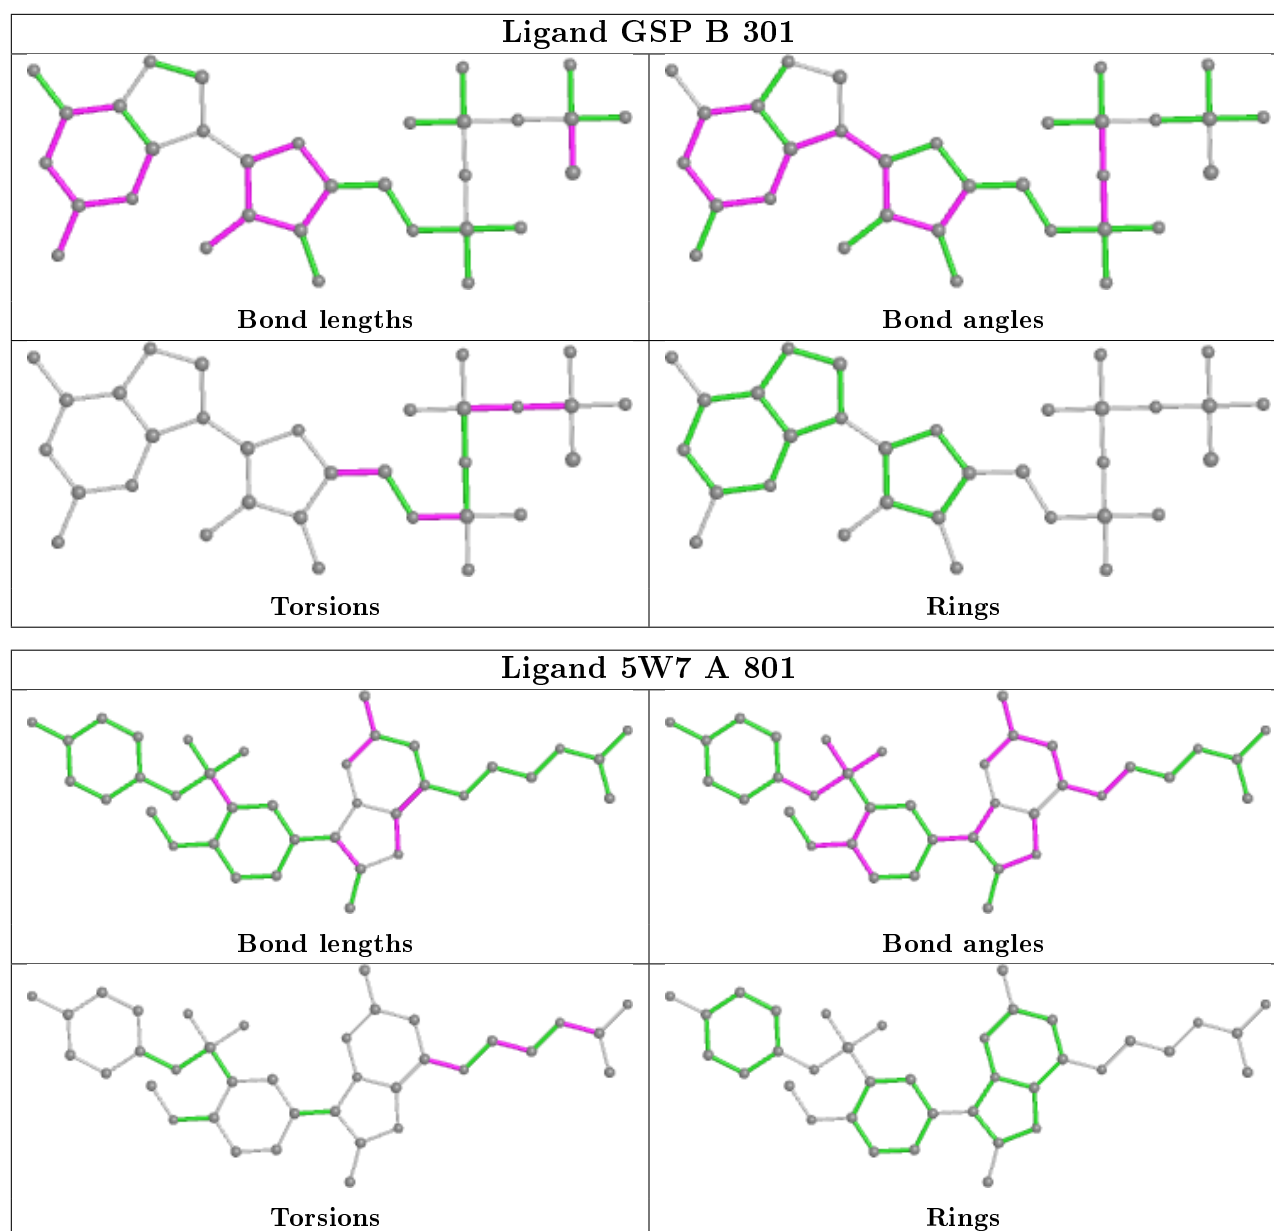 Ligand GSP B 301
Bond lengths
Bond angles
Torsions
Rings
Ligand 5W7 A 801
Bond lengths
Bond angles
Torsions
Rings